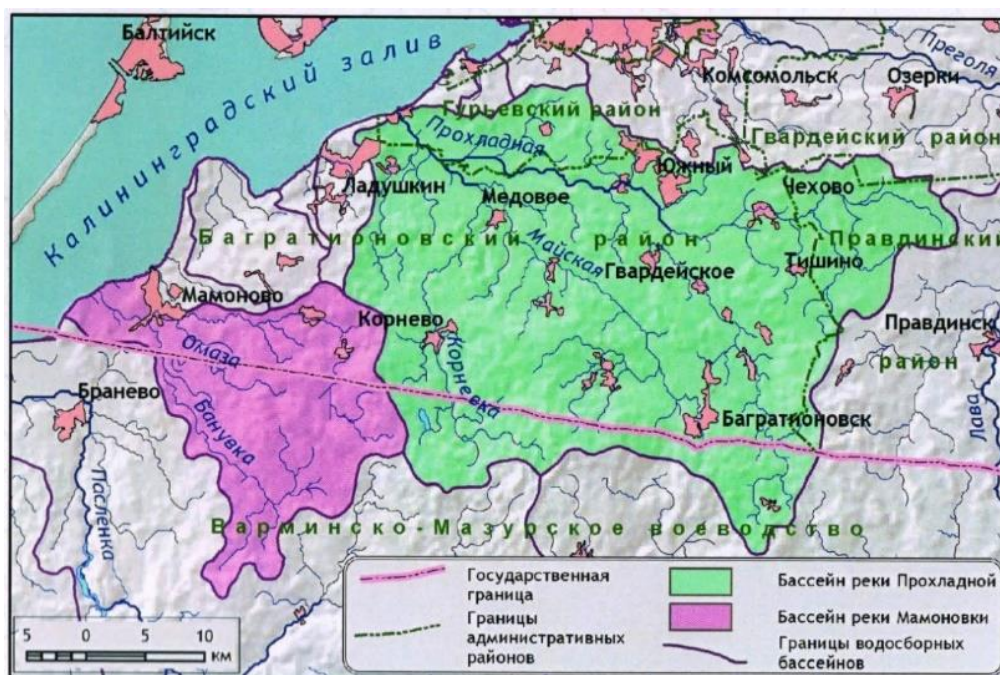 Балтийск
Калининградский залив
Преголя
Комсомольск
Озерки
Гурьевский район
Гвардейский район
Прохладная
Южный
Ладушкин
Медовое
Чехово
Багратионовский район
Майская
Правдинский
Гвардейское
Тишино
Мамоново
Корнево
Правдинск
Омаза
Корневка
район
Бранево
Багратионовск
Лава
Банувка
Пасленка
Варминско-Мазурское воеводство
Государственная
граница
Бассейн реки Прохладной
Границы
административных
районов
Бассейн реки Мамоновки
Границы водосборных
бассейнов
5 0 5 10
км